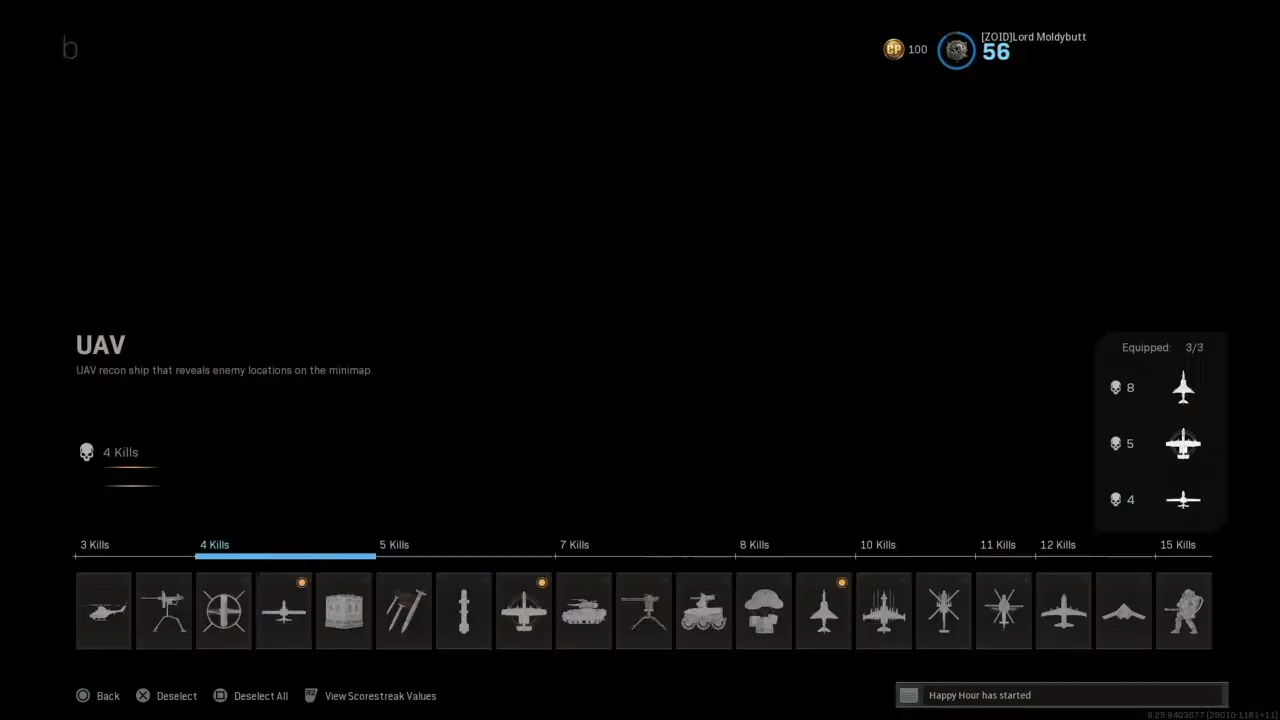 b
CP 100
[ZOID]Lord Moldybutt
56
UAV
UAV recon ship that reveals enemy locations on the minimap.
4 Kills
Equipped: 3/3
8
5
4
3 Kills 4 Kills 5 Kills 7 Kills 8 Kills 10 Kills 11 Kills 12 Kills 15 Kills
Back Deselect Deselect All R2 View Scorestreak Values
Happy Hour has started